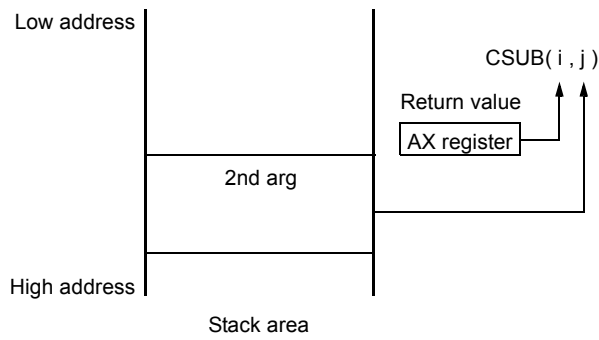 Low address
CSUB( i , j )
Return value
AX register
2nd arg
High address
Stack area